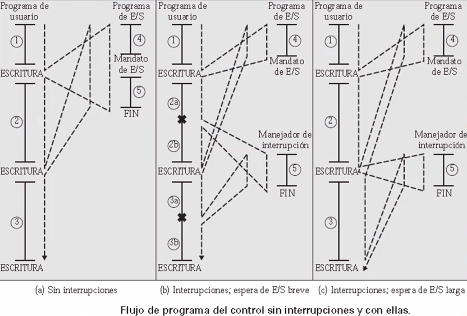 Programa de
usuario
Programa
de E/S
1
4
ESCRITURA
Mandato
de E/S
5
2
FIN
ESCRITURA
3
ESCRITURA
(a) Sin interrupciones
Programa de
usuario
Programa
de E/S
1
4
ESCRITURA
Mandato
de E/S
2a
Manejador de
interrupción
2b
5
ESCRITURA
FIN
3a
3b
ESCRITURA
(b) Interrupciones; espera de E/S breve
Programa de
usuario
Programa
de E/S
1
4
ESCRITURA
Mandato
de E/S
2
Manejador de
interrupción
5
ESCRITURA
FIN
3
ESCRITURA
(c) Interrupciones; espera de E/S larga
Flujo de programa del control sin interrupciones y con ellas.